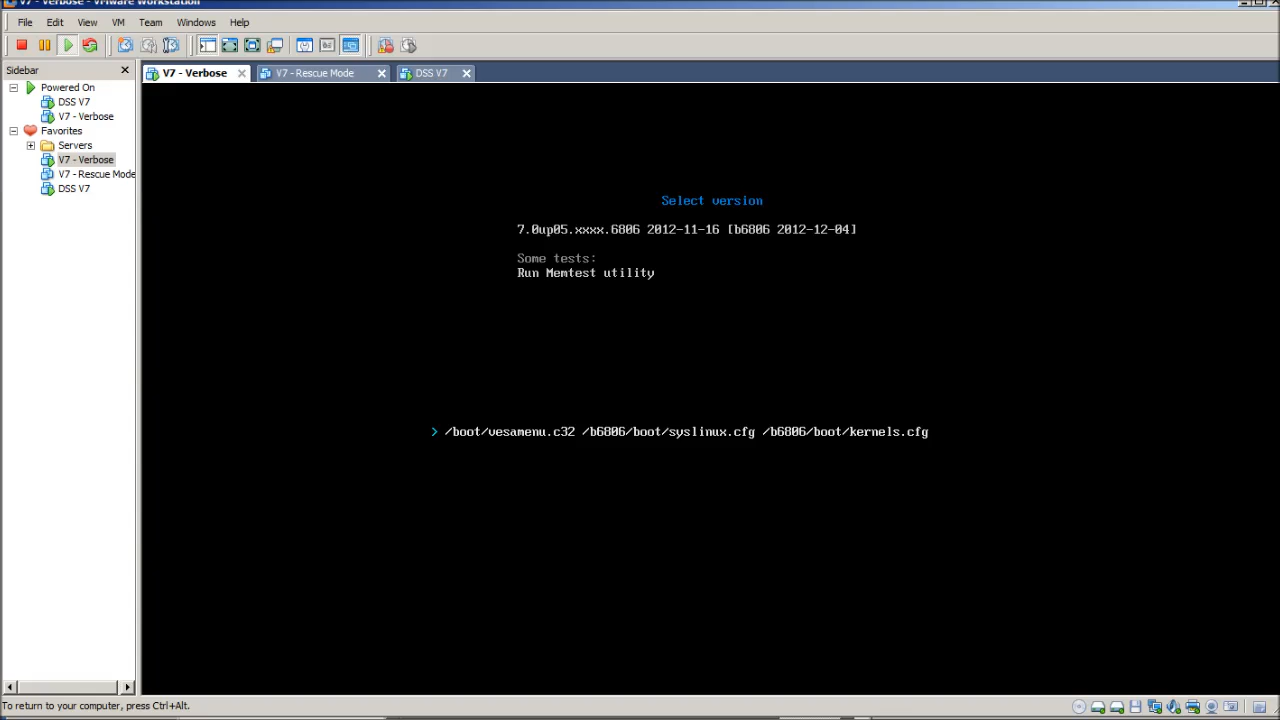 V7 - Verbose - VMware Workstation
File Edit View VM Team Windows Help
Sidebar
V7 - Verbose
V7 - Rescue Mode
DSS V7
Powered On
DSS V7
V7 - Verbose
Favorites
Servers
V7 - Verbose
V7 - Rescue Mode
DSS V7
Select version
7.0up05.xxxx.6806 2012-11-16 [b6806 2012-12-04]
Some tests:
Run Memtest utility
> /boot/vesamenu.c32 /b6806/boot/syslinux.cfg /b6806/boot/kernels.cfg
To return to your computer, press Ctrl+Alt.